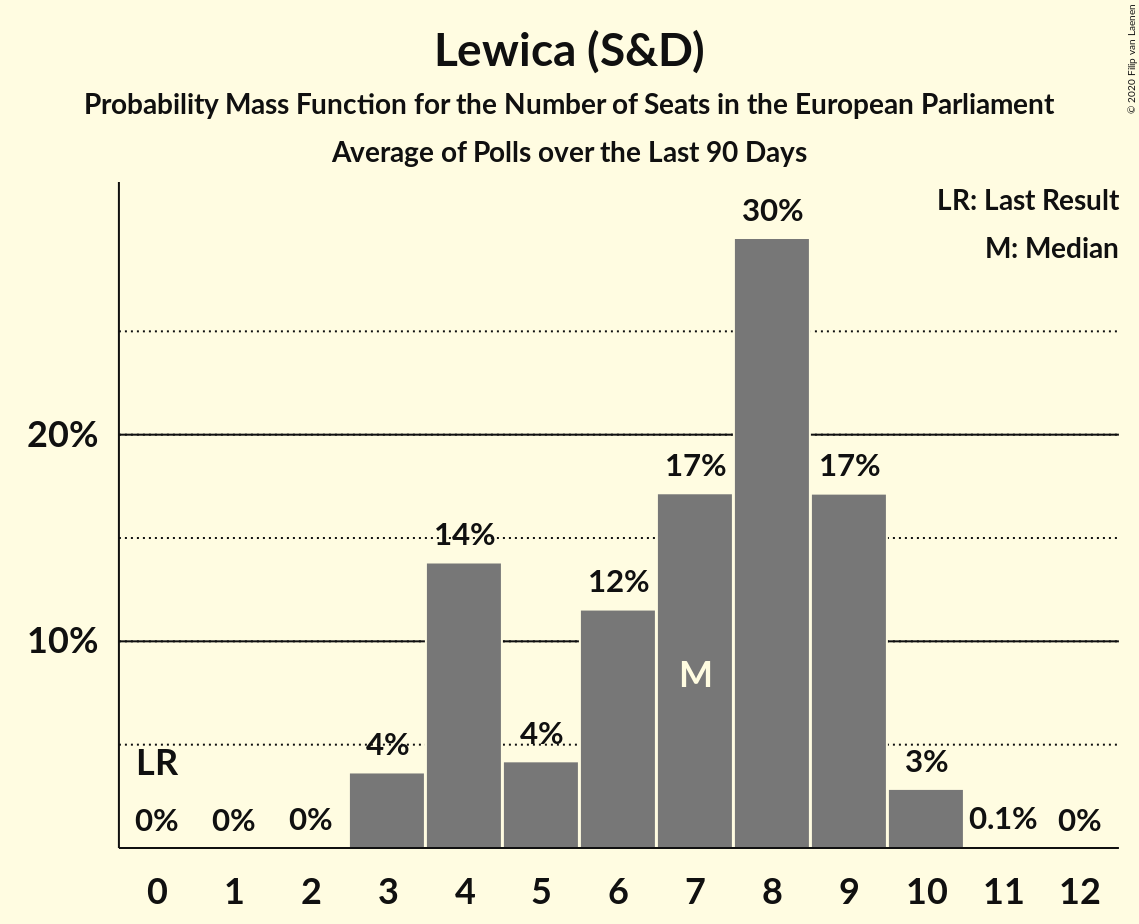 Lewica (S&D)
Probability Mass Function for the Number of Seats in the European Parliament
Average of Polls over the Last 90 Days
© 2020 Filip van Laenen
LR: Last Result
M: Median
30%
20%
17%
17%
14%
12%
10%
M
4%
4%
LR
3%
0%
0%
0%
0.1%
0%
0 1 2 3 4 5 6 7 8 9 10 11 12